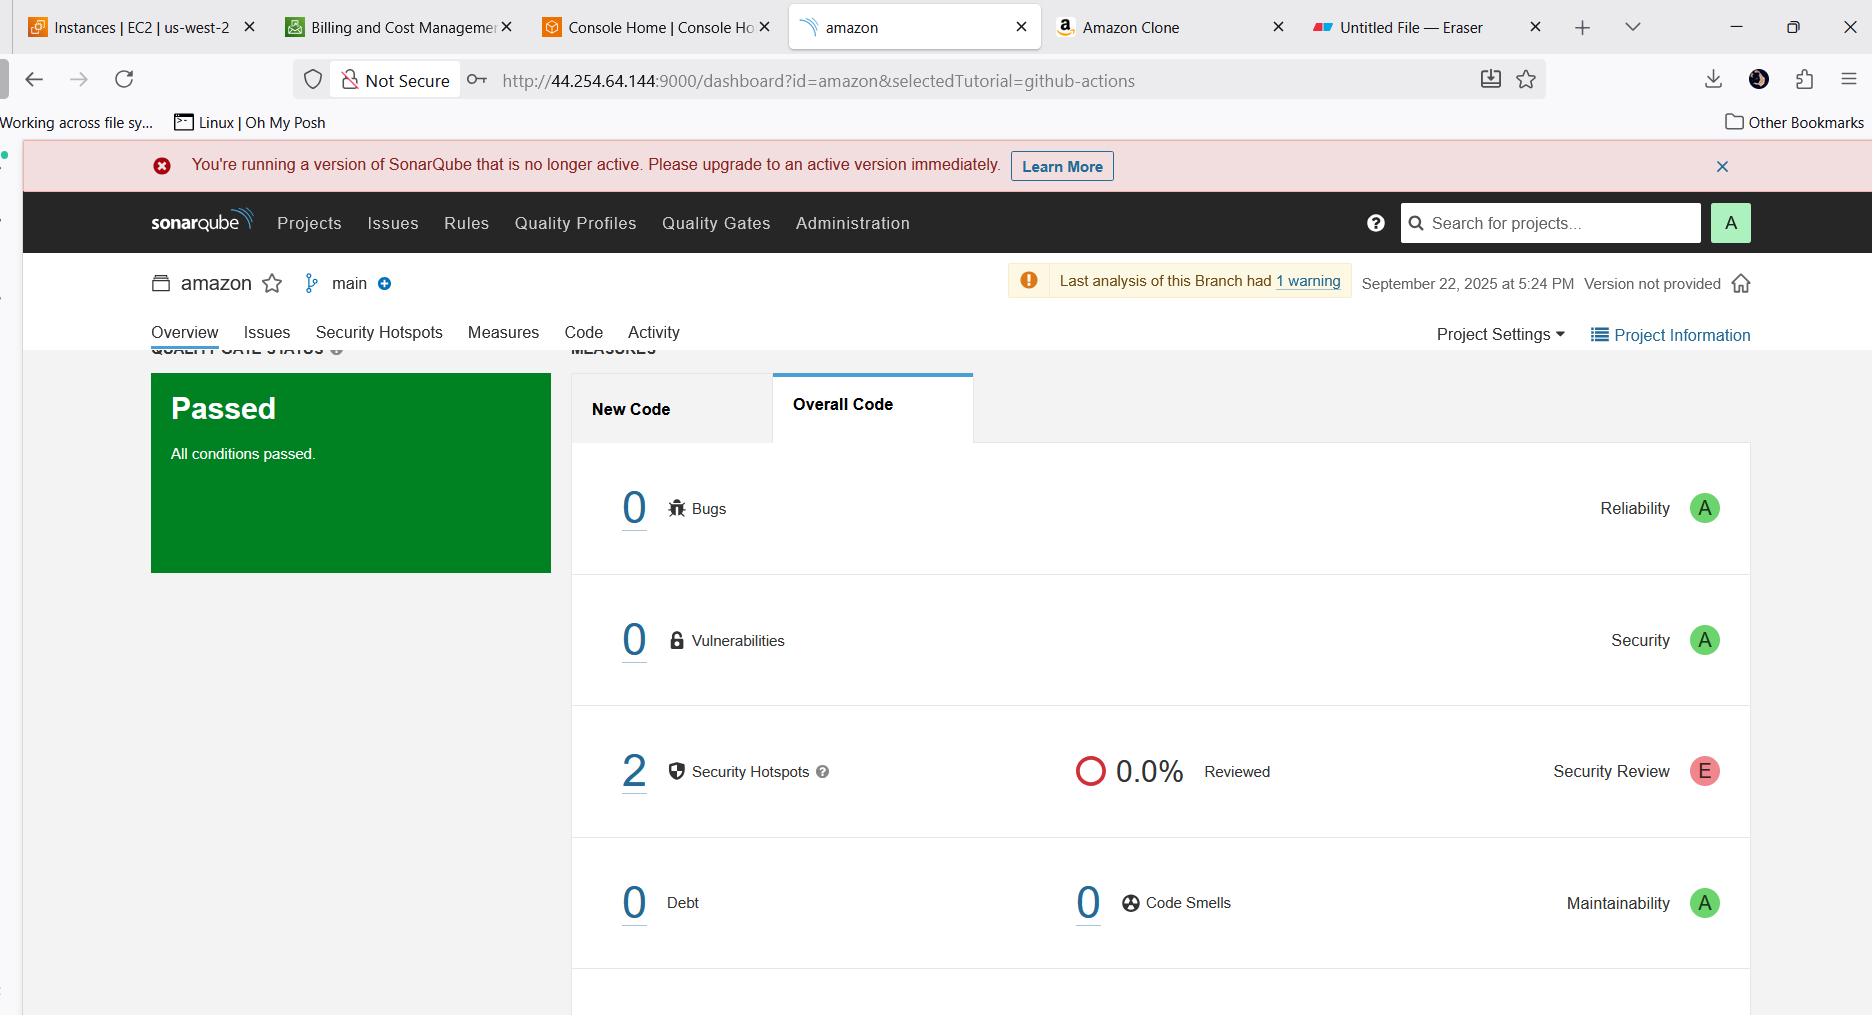 Instances | EC2 | us-west-2
Billing and Cost Managemen
Console Home | Console Ho
amazon
Amazon Clone
Untitled File — Eraser
Not Secure
http://44.254.64.144:9000/dashboard?id=amazon&selectedTutorial=github-actions
Working across file sy...
Linux | Oh My Posh
Other Bookmarks
You're running a version of SonarQube that is no longer active. Please upgrade to an active version immediately.
Learn More
sonarqube
Projects
Issues
Rules
Quality Profiles
Quality Gates
Administration
Search for projects...
A
amazon
main
Last analysis of this Branch had 1 warning
September 22, 2025 at 5:24 PM
Version not provided
Overview
Issues
Security Hotspots
Measures
Code
Activity
Project Settings
Project Information
QUALITY GATE STATUS
MEASURES
Passed
All conditions passed.
New Code
Overall Code
0 Bugs
Reliability A
0 Vulnerabilities
Security A
2 Security Hotspots
0.0% Reviewed
Security Review E
0 Debt
0 Code Smells
Maintainability A